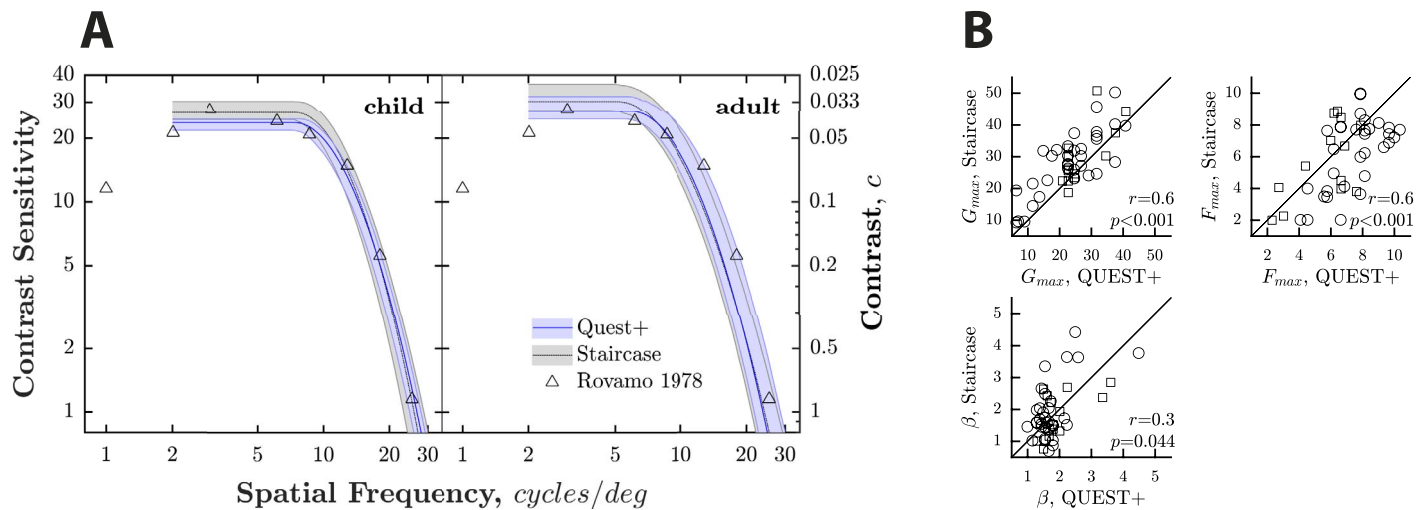 A
Contrast Sensitivity
40
30
20
10
5
2
1
child
adult
0.025
0.033
0.05
0.1
0.2
0.5
1
Contrast, c
Quest+
Staircase
Rovamo 1978
1 2 5 10 20 30 1 2 5 10 20 30
Spatial Frequency, cycles/deg
B
G_max, Staircase
50
40
30
20
10
r=0.6
p<0.001
10 20 30 40 50
G_max, QUEST+
F_max, Staircase
10
8
6
4
2
r=0.6
p<0.001
2 4 6 8 10
F_max, QUEST+
β, Staircase
5
4
3
2
1
r=0.3
p=0.044
1 2 3 4 5
β, QUEST+